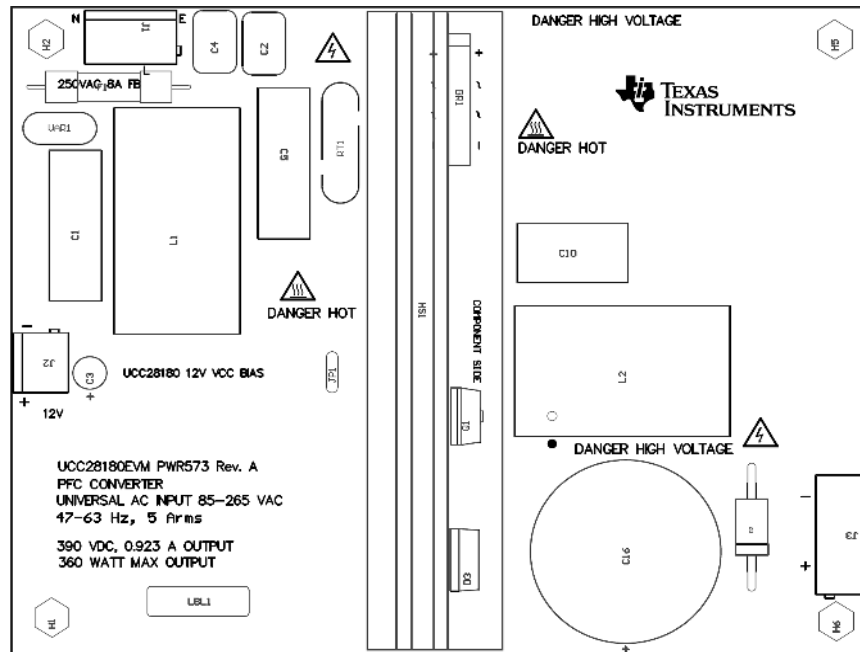 N E
J1
C4
C2
DANGER HIGH VOLTAGE
H2
H5
250VAC 8A FB
F1
TEXAS
INSTRUMENTS
BR1
+
~
~
-
VAR1
RT1
C5
DANGER HOT
C1
L1
C10
DANGER HOT
HS1
COMPONENT SIDE
-
J2
+
12V
C3
+
UCC28180 12V VCC BIAS
JP1
L2
Q1
DANGER HIGH VOLTAGE
UCC28180EVM PWR573 Rev. A
PFC CONVERTER
UNIVERSAL AC INPUT 85-265 VAC
47-63 Hz, 5 Arms
390 VDC, 0.923 A OUTPUT
360 WATT MAX OUTPUT
D3
C16
+
-
J3
+
LBL1
H1
H6